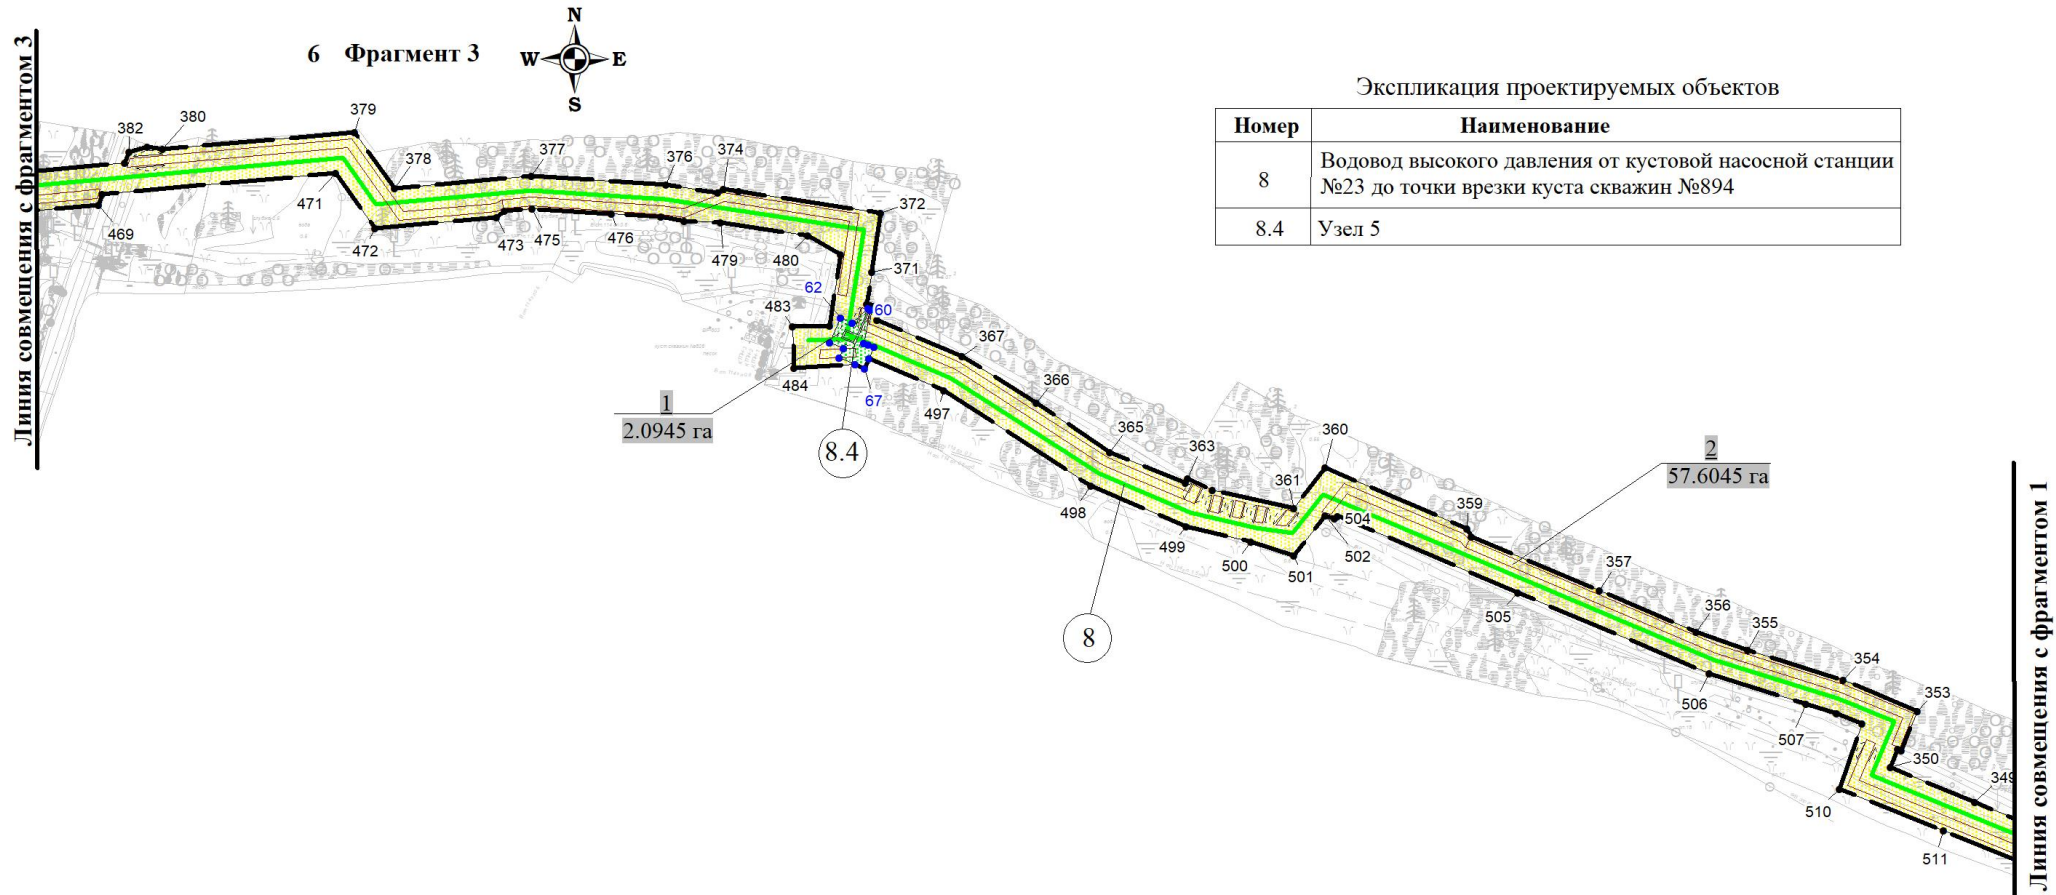 6 Фрагмент 3
N
W E
S
Линия совмещения с фрагментом 3
Экспликация проектируемых объектов
Номер Наименование
8 Водовод высокого давления от кустовой насосной станции
№23 до точки врезки куста скважин №894
8.4 Узел 5
382 380 379
378 377 376 374
372
371
469 471 472 473 475 476 479 480
62 60
483
484
67
367
366
365
363
361
360
359
357
356
355
354
353
350
349
497
498
499
500
501
502
504
505
506
507
510
511
1
2.0945 га
8.4
8
2
57.6045 га
Линия совмещения с фрагментом 1